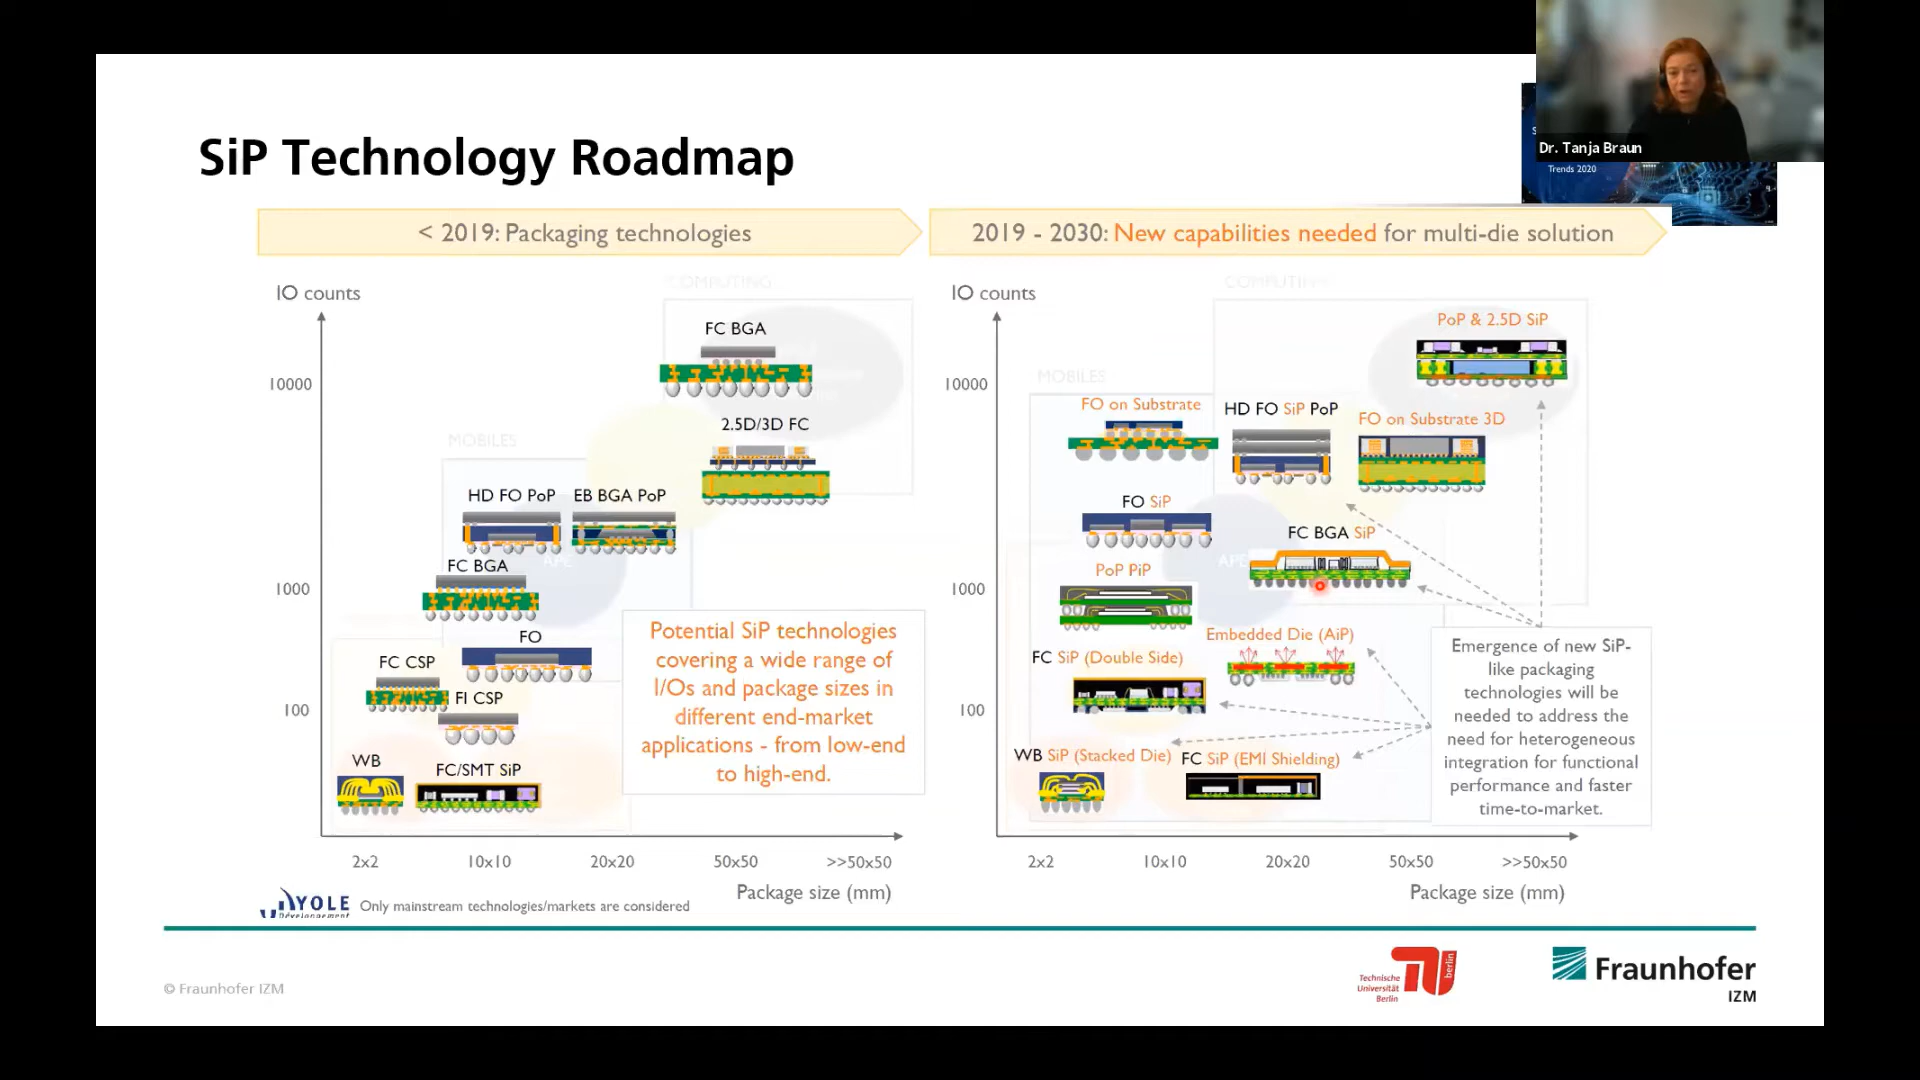 SiP Technology Roadmap
Dr. Tanja Braun
Trends 2020
< 2019: Packaging technologies
2019 - 2030: New capabilities needed for multi-die solution
IO counts
COMPUTING
FC BGA
10000
2.5D/3D FC
MOBILES
HD FO PoP
EB BGA PoP
APE
FC BGA
1000
FO
FC CSP
FI CSP
100
WB
FC/SMT SiP
Potential SiP technologies
covering a wide range of
I/Os and package sizes in
different end-market
applications - from low-end
to high-end.
2x2
10x10
20x20
50x50
>>50x50
Package size (mm)
IO counts
COMPUTING
PoP & 2.5D SiP
10000
MOBILES
FO on Substrate
HD FO SiP PoP
FO on Substrate 3D
FO SiP
FC BGA SiP
APE
PoP PiP
1000
Embedded Die (AiP)
FC SiP (Double Side)
100
WB SiP (Stacked Die)
FC SiP (EMI Shielding)
Emergence of new SiP-
like packaging
technologies will be
needed to address the
need for heterogeneous
integration for functional
performance and faster
time-to-market.
2x2
10x10
20x20
50x50
>>50x50
Package size (mm)
YOLE
Développement
Only mainstream technologies/markets are considered
© Fraunhofer IZM
Technische
Universität
Berlin
berlin
Fraunhofer
IZM